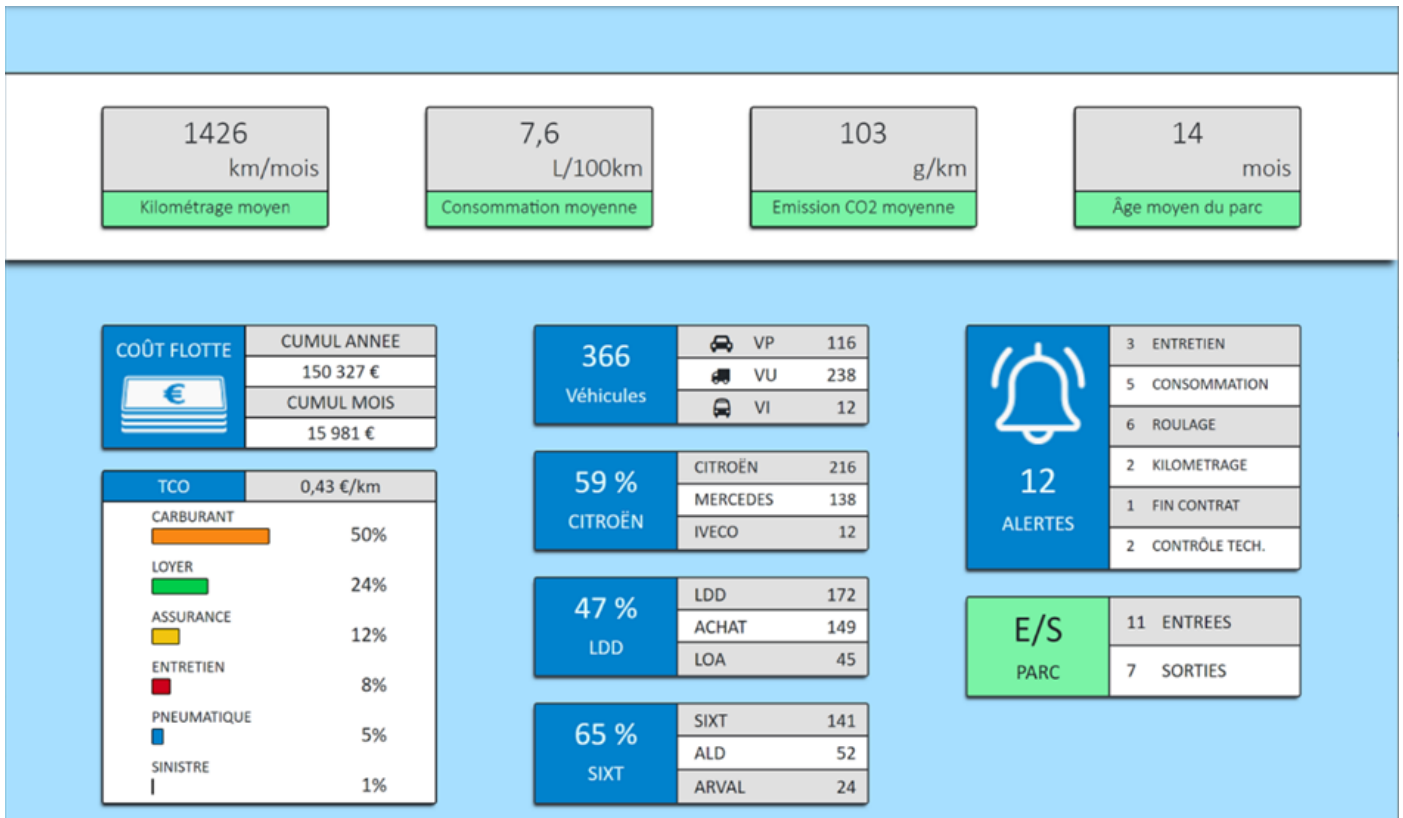 1426
km/mois
Kilométrage moyen
7,6
L/100km
Consommation moyenne
103
g/km
Emission CO2 moyenne
14
mois
Âge moyen du parc
COÛT FLOTTE
€
CUMUL ANNEE
150 327 €
CUMUL MOIS
15 981 €
TCO 0,43 €/km
CARBURANT
50%
LOYER
24%
ASSURANCE
12%
ENTRETIEN
8%
PNEUMATIQUE
5%
SINISTRE
1%
366
Véhicules
VP 116
VU 238
VI 12
59 %
CITROËN
CITROËN 216
MERCEDES 138
IVECO 12
47 %
LDD
LDD 172
ACHAT 149
LOA 45
65 %
SIXT
SIXT 141
ALD 52
ARVAL 24
12
ALERTES
3 ENTRETIEN
5 CONSOMMATION
6 ROULAGE
2 KILOMETRAGE
1 FIN CONTRAT
2 CONTRÔLE TECH.
E/S
PARC
11 ENTREES
7 SORTIES